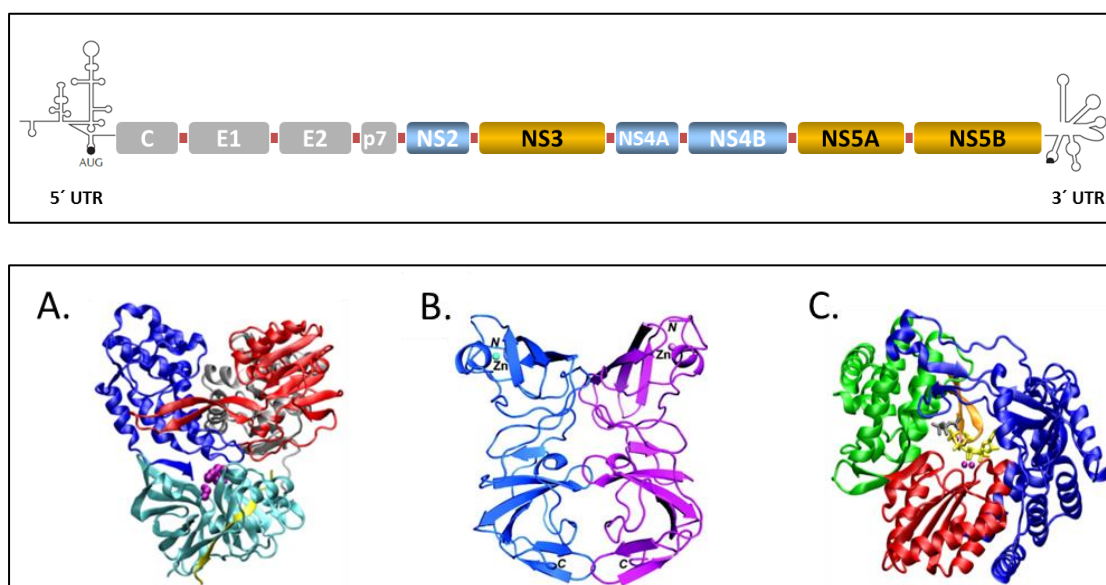 C E1 E2 p7 NS2 NS3 NS4A NS4B NS5A NS5B
AUG
5´ UTR 3´ UTR
A. B. C.
N N
Zn Zn
C C